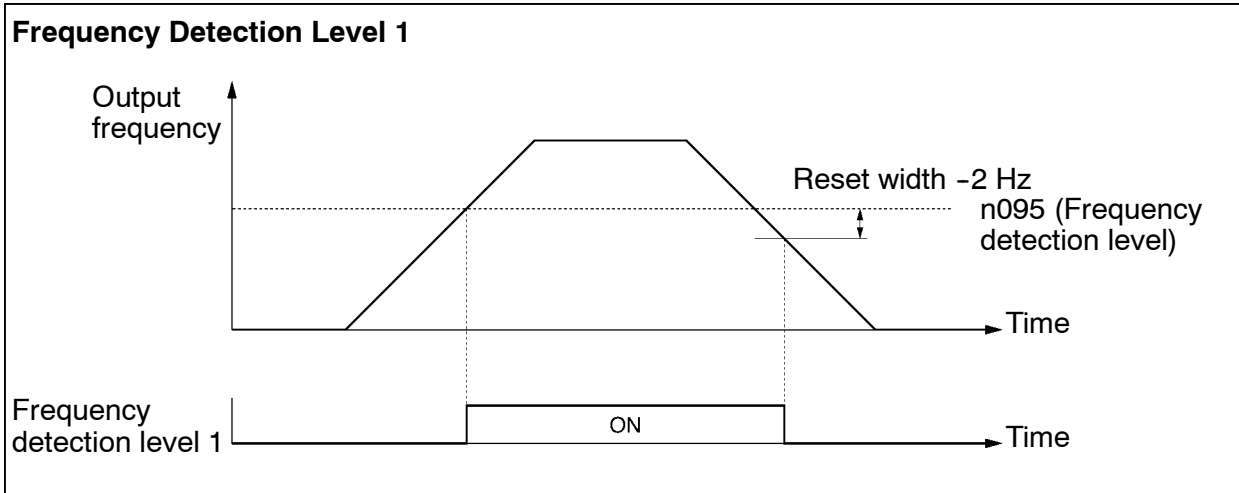 Frequency Detection Level 1
Output
frequency
Reset width -2 Hz
n095 (Frequency
detection level)
Time
Frequency
detection level 1
ON
Time